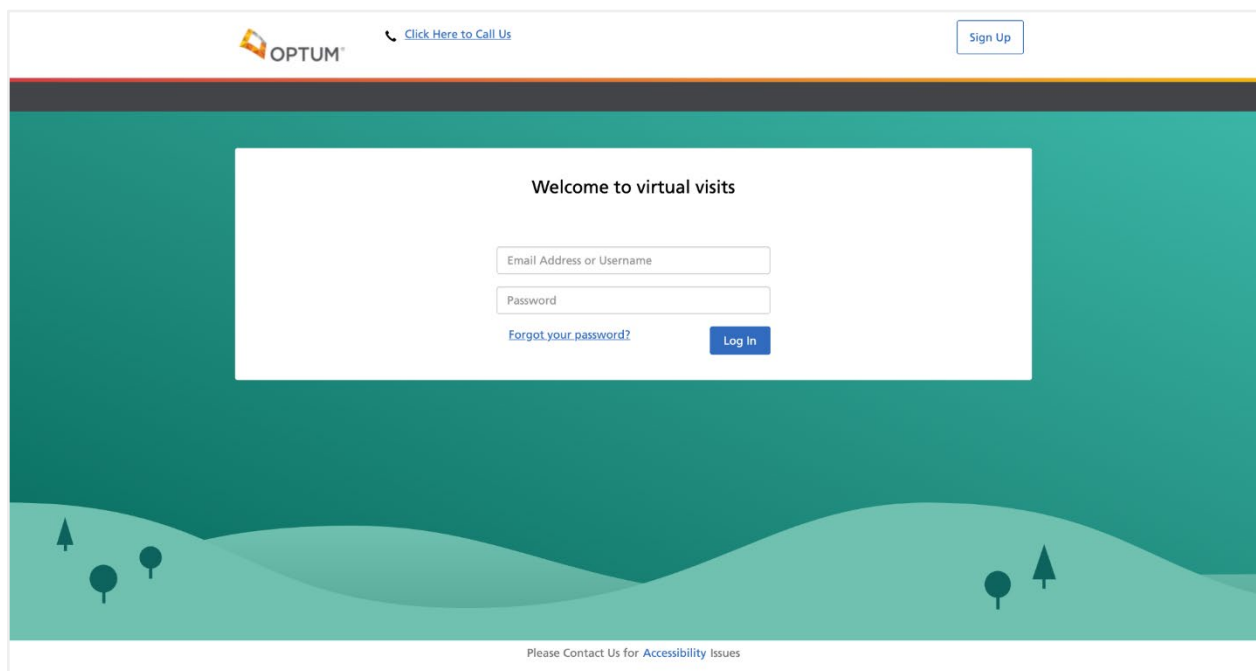 OPTUM®
Click Here to Call Us
Sign Up
Welcome to virtual visits
Email Address or Username
Password
Forgot your password?
Log In
Please Contact Us for Accessibility Issues